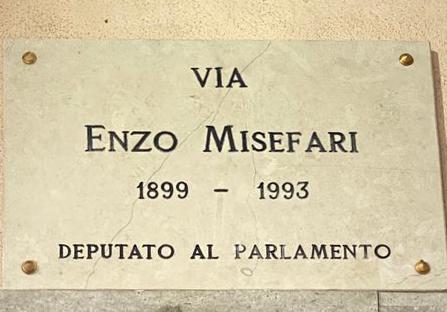 VIA
ENZO MISEFARI
1899 - 1993
DEPUTATO AL PARLAMENTO